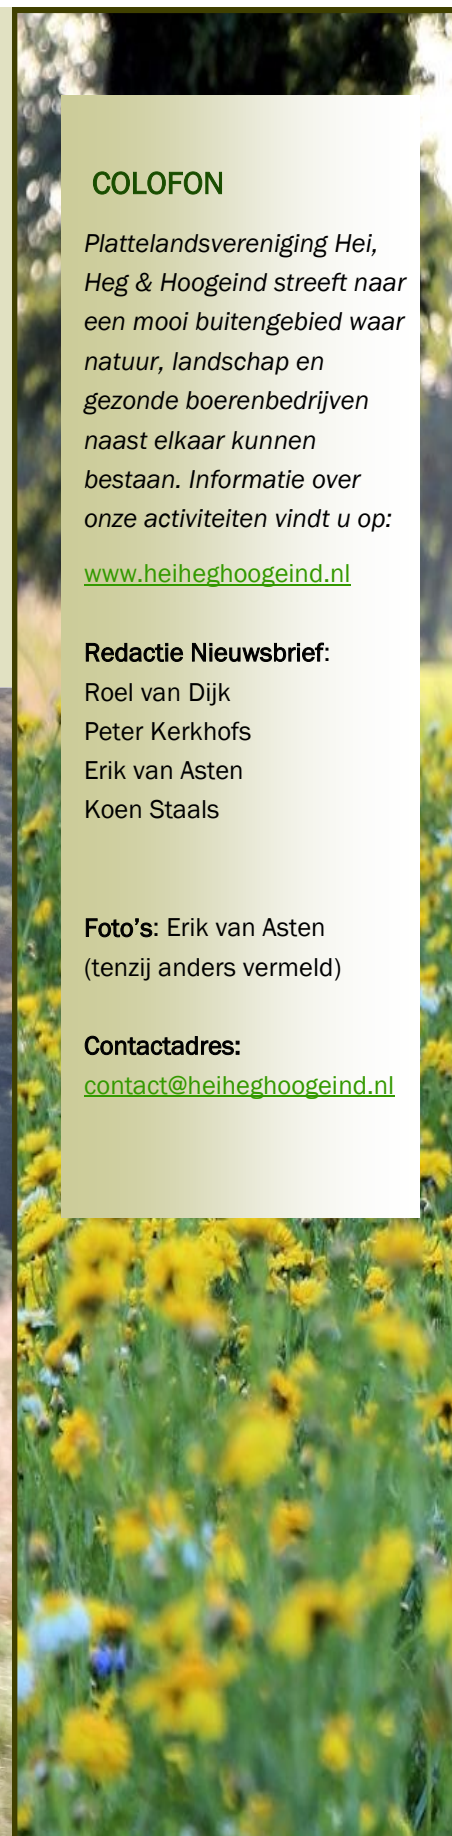 COLOFON
Plattelandsvereniging Hei,
Heg & Hoogeind streeft naar
een mooi buitengebied waar
natuur, landschap en
gezonde boerenbedrijven
naast elkaar kunnen
bestaan. Informatie over
onze activiteiten vindt u op:
www.heiheghoogeind.nl
Redactie Nieuwsbrief:
Roel van Dijk
Peter Kerkhofs
Erik van Asten
Koen Staals
Foto’s: Erik van Asten
(tenzij anders vermeld)
Contactadres:
contact@heiheghoogeind.nl